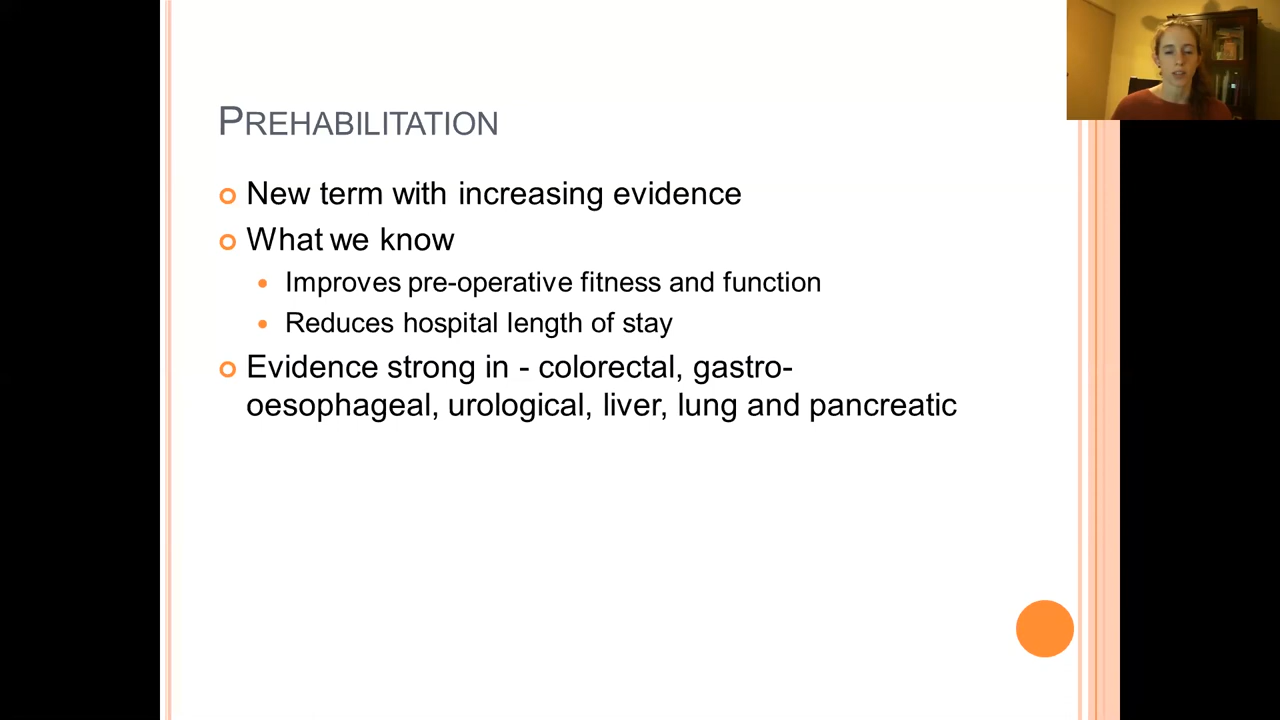 PREHABILITATION
New term with increasing evidence
What we know
Improves pre-operative fitness and function
Reduces hospital length of stay
Evidence strong in - colorectal, gastro-
oesophageal, urological, liver, lung and pancreatic